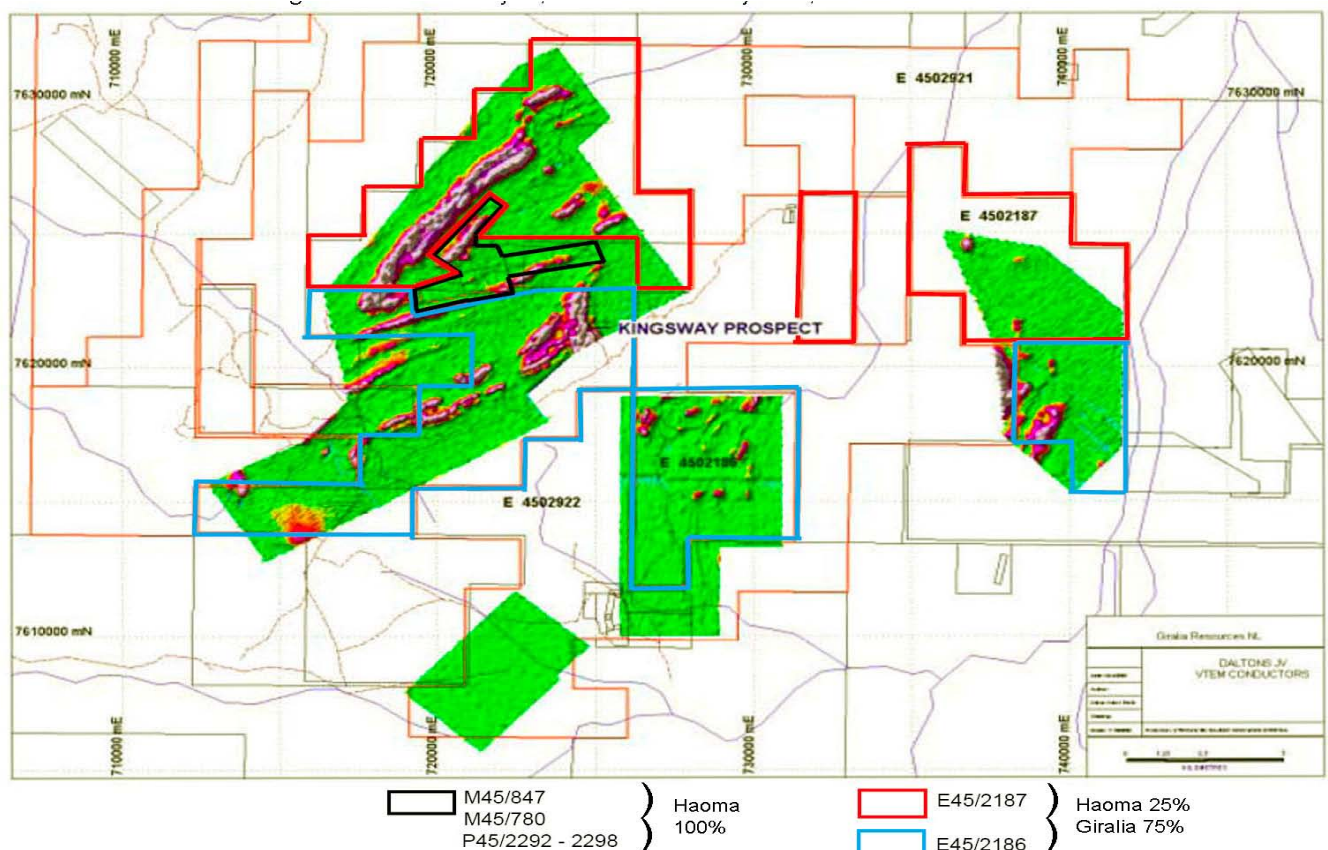 710000 mE
720000 mE
730000 mE
740000 mE
E 4502921
7630000 mN
7630000 mN
E 4502187
KINGSWAY PROSPECT
7620000 mN
7620000 mN
E 4502186
E 4502922
7610000 mN
Giralia Resources NL
DALTONS JV
VTEM CONDUCTORS
710000 mE
720000 mE
730000 mE
740000 mE
KILOMETRES
M45/847
M45/780
P45/2292 - 2298
Haoma
100%
E45/2187
E45/2186
Haoma 25%
Giralia 75%